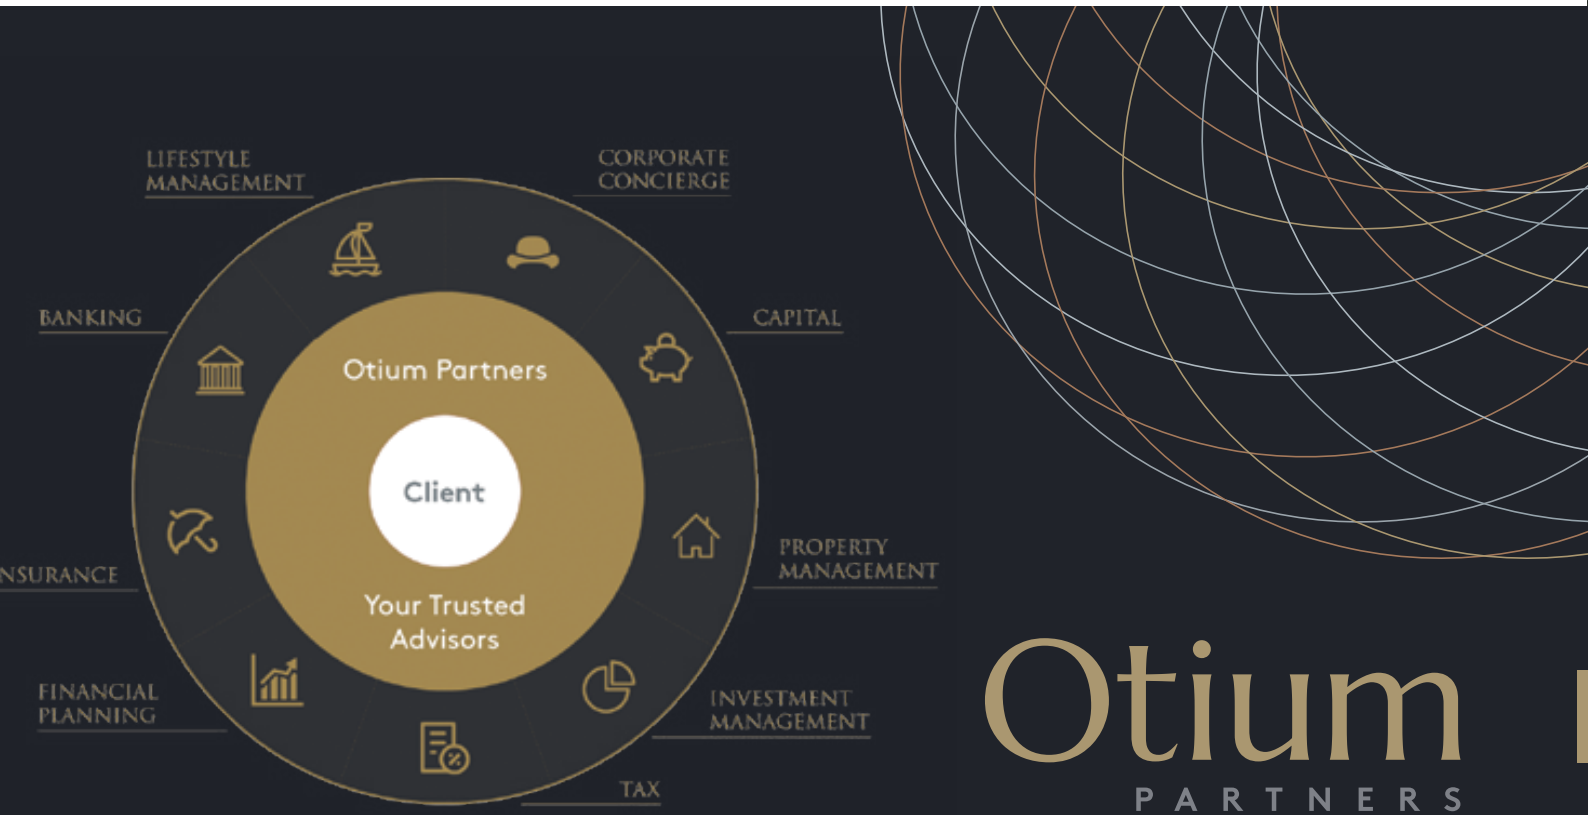 LIFESTYLE
MANAGEMENT
CORPORATE
CONCIERGE
BANKING
CAPITAL
Otium Partners
Client
Your Trusted
Advisors
NSURANCE
PROPERTY
MANAGEMENT
FINANCIAL
PLANNING
INVESTMENT
MANAGEMENT
TAX
Otium
PARTNERS